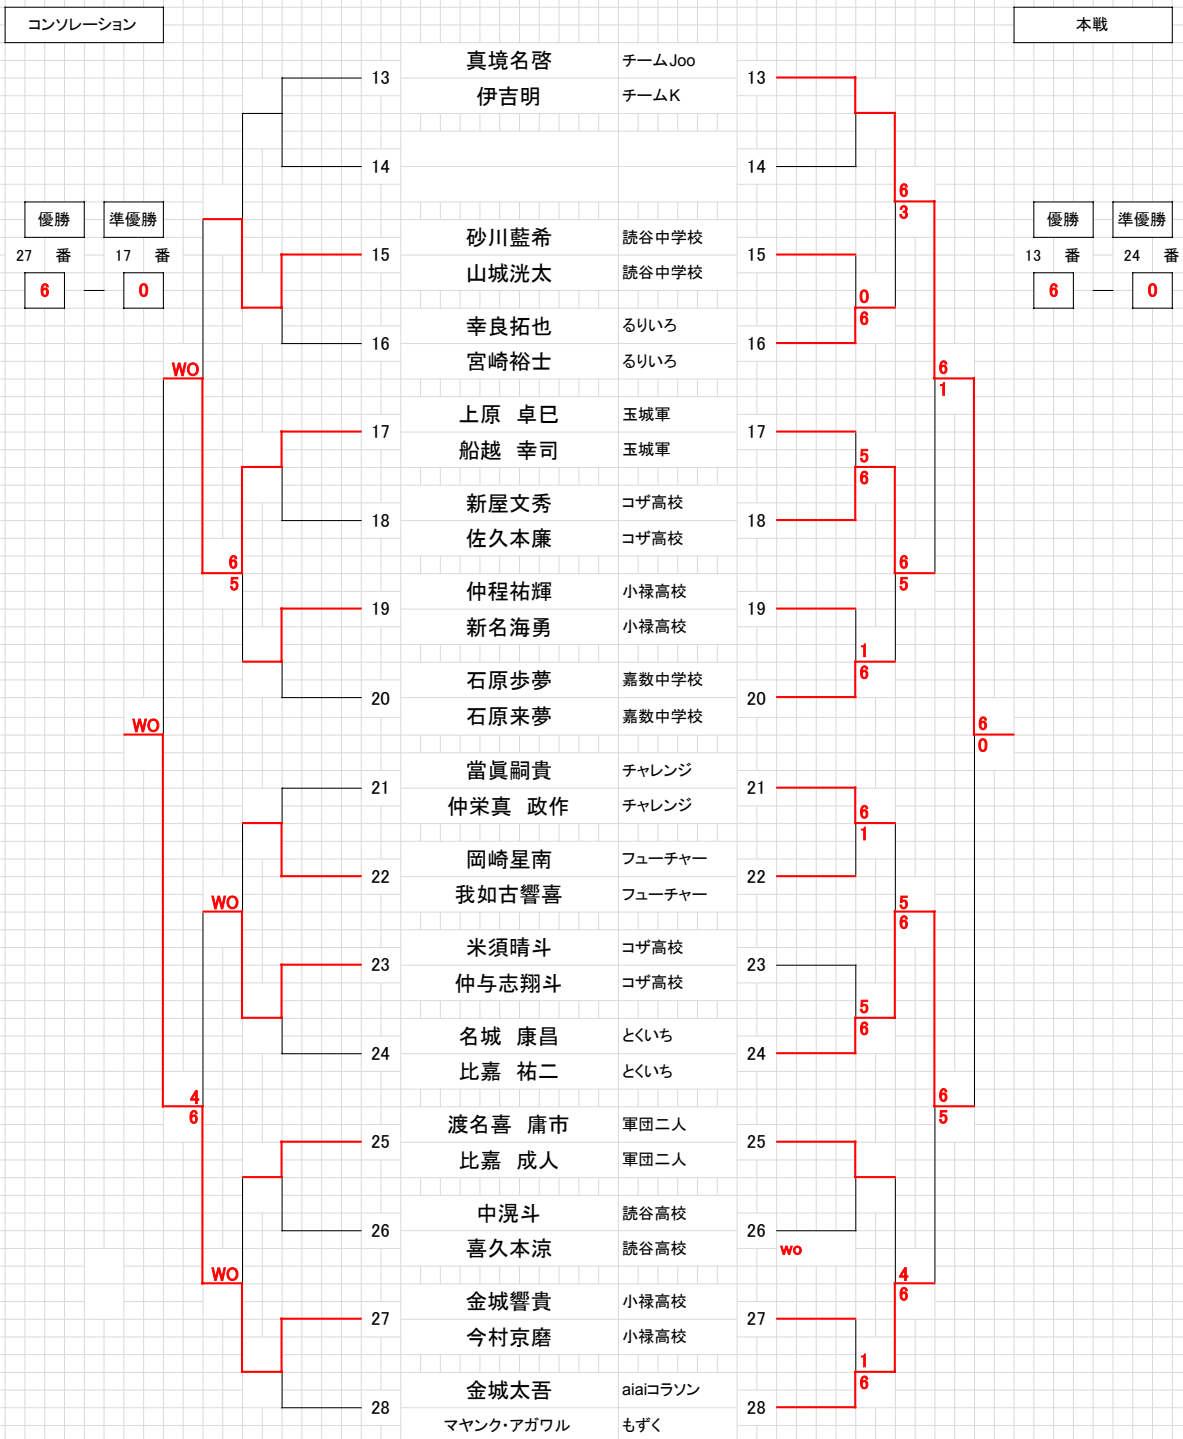 コンソレーション
本戦
真境名啓 チームJoo
13 13
伊吉明 チームK
14 14
6
3
優勝 準優勝
優勝 準優勝
砂川藍希 読谷中学校
27 番 17 番
15 15
13 番 24 番
山城洸太 読谷中学校
6 — 0
6 — 0
0
6
幸良拓也 るりいろ
16 16
宮崎裕士 るりいろ
WO
6
1
上原 卓巳 玉城軍
17 17
船越 幸司 玉城軍
5
6
新屋文秀 コザ高校
18 18
佐久本廉 コザ高校
6
5
6
5
仲程祐輝 小禄高校
19 19
新名海勇 小禄高校
1
6
石原歩夢 嘉数中学校
20 20
石原来夢 嘉数中学校
WO
6
0
當眞嗣貴 チャレンジ
21 21
仲栄真 政作 チャレンジ
6
1
岡崎星南 フューチャー
22 22
我如古響喜 フューチャー
WO
5
6
米須晴斗 コザ高校
23 23
仲与志翔斗 コザ高校
5
6
名城 康昌 とくいち
24 24
比嘉 祐二 とくいち
4
6
6
5
渡名喜 庸市 軍団二人
25 25
比嘉 成人 軍団二人
中滉斗 読谷高校
26 26
喜久本涼 読谷高校
wo
WO
4
6
金城響貴 小禄高校
27 27
今村京磨 小禄高校
1
6
金城太吾 aiaiコラソン
28 28
マヤンク・アガワル もずく